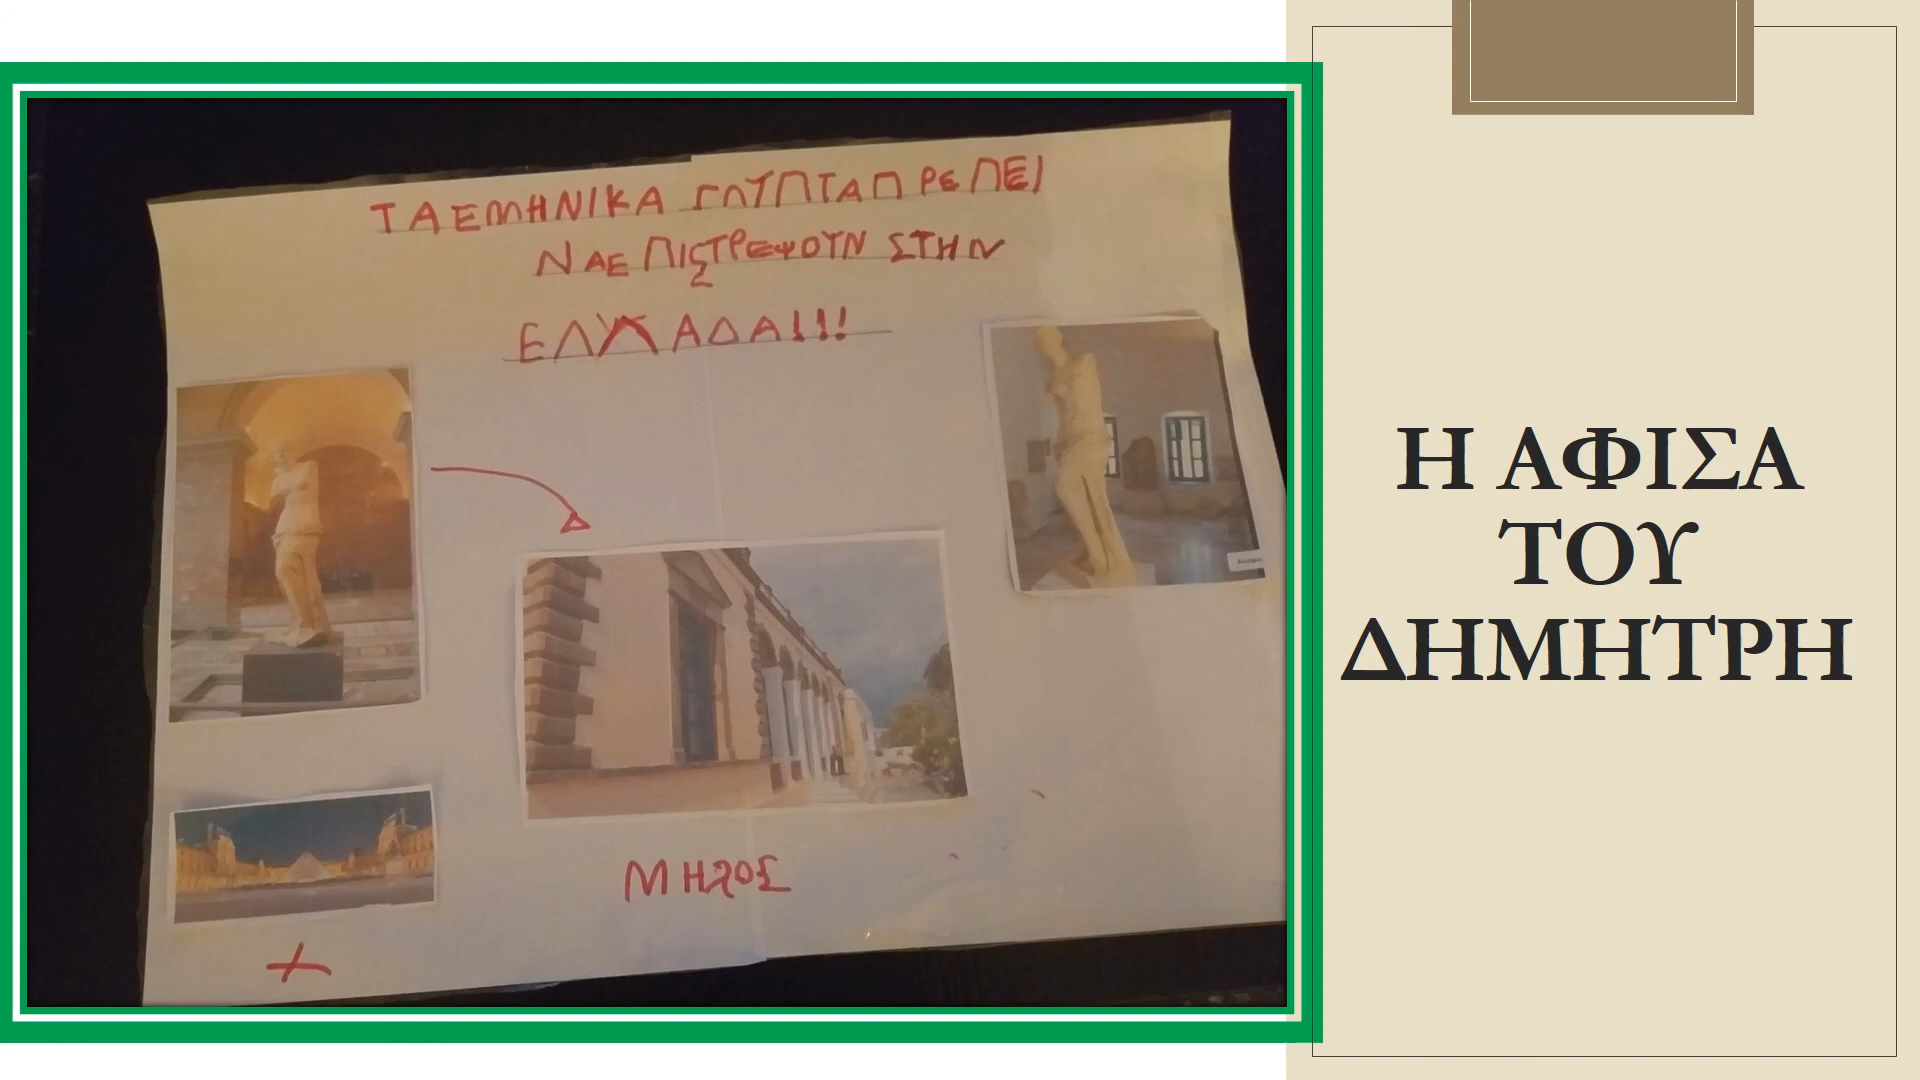 ΤΑ ΕΛΛΗΝΙΚΑ ΓΛΥΠΤΑ ΠΡΕΠΕΙ
ΝΑ ΕΠΙΣΤΡΕΨΟΥΝ ΣΤΗΝ
ΕΛΛΑΔΑ!!!
ΜΗΛΟΣ
Η ΑΦΙΣΑ
ΤΟΥ
ΔΗΜΗΤΡΗ